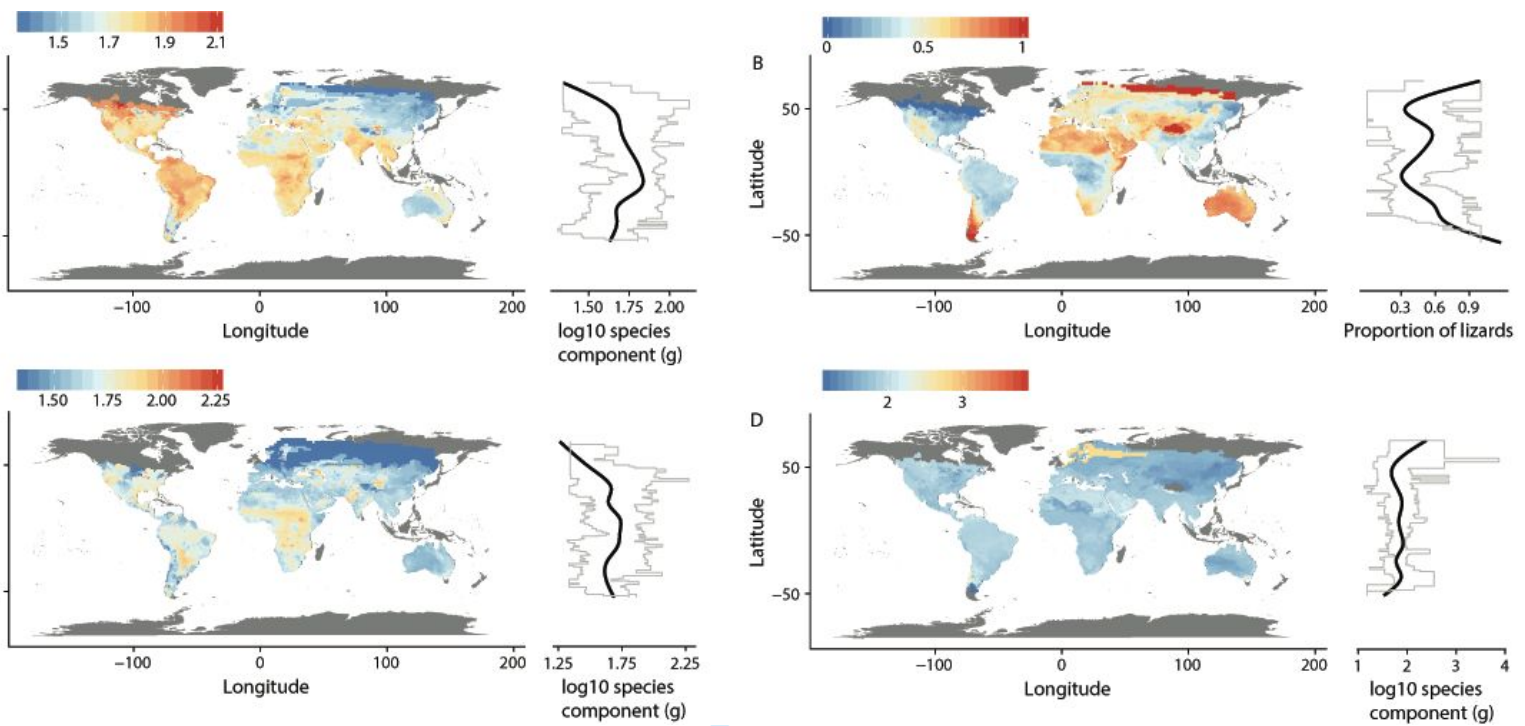 1.5 1.7 1.9 2.1
−100 0 100 200
Longitude
1.50 1.75 2.00
log10 species
component (g)
B
0 0.5 1
50
−50
Latitude
−100 0 100 200
Longitude
0.3 0.6 0.9
Proportion of lizards
1.50 1.75 2.00 2.25
−100 0 100 200
Longitude
1.25 1.75 2.25
log10 species
component (g)
D
2 3
50
−50
Latitude
−100 0 100 200
Longitude
1 2 3 4
log10 species
component (g)